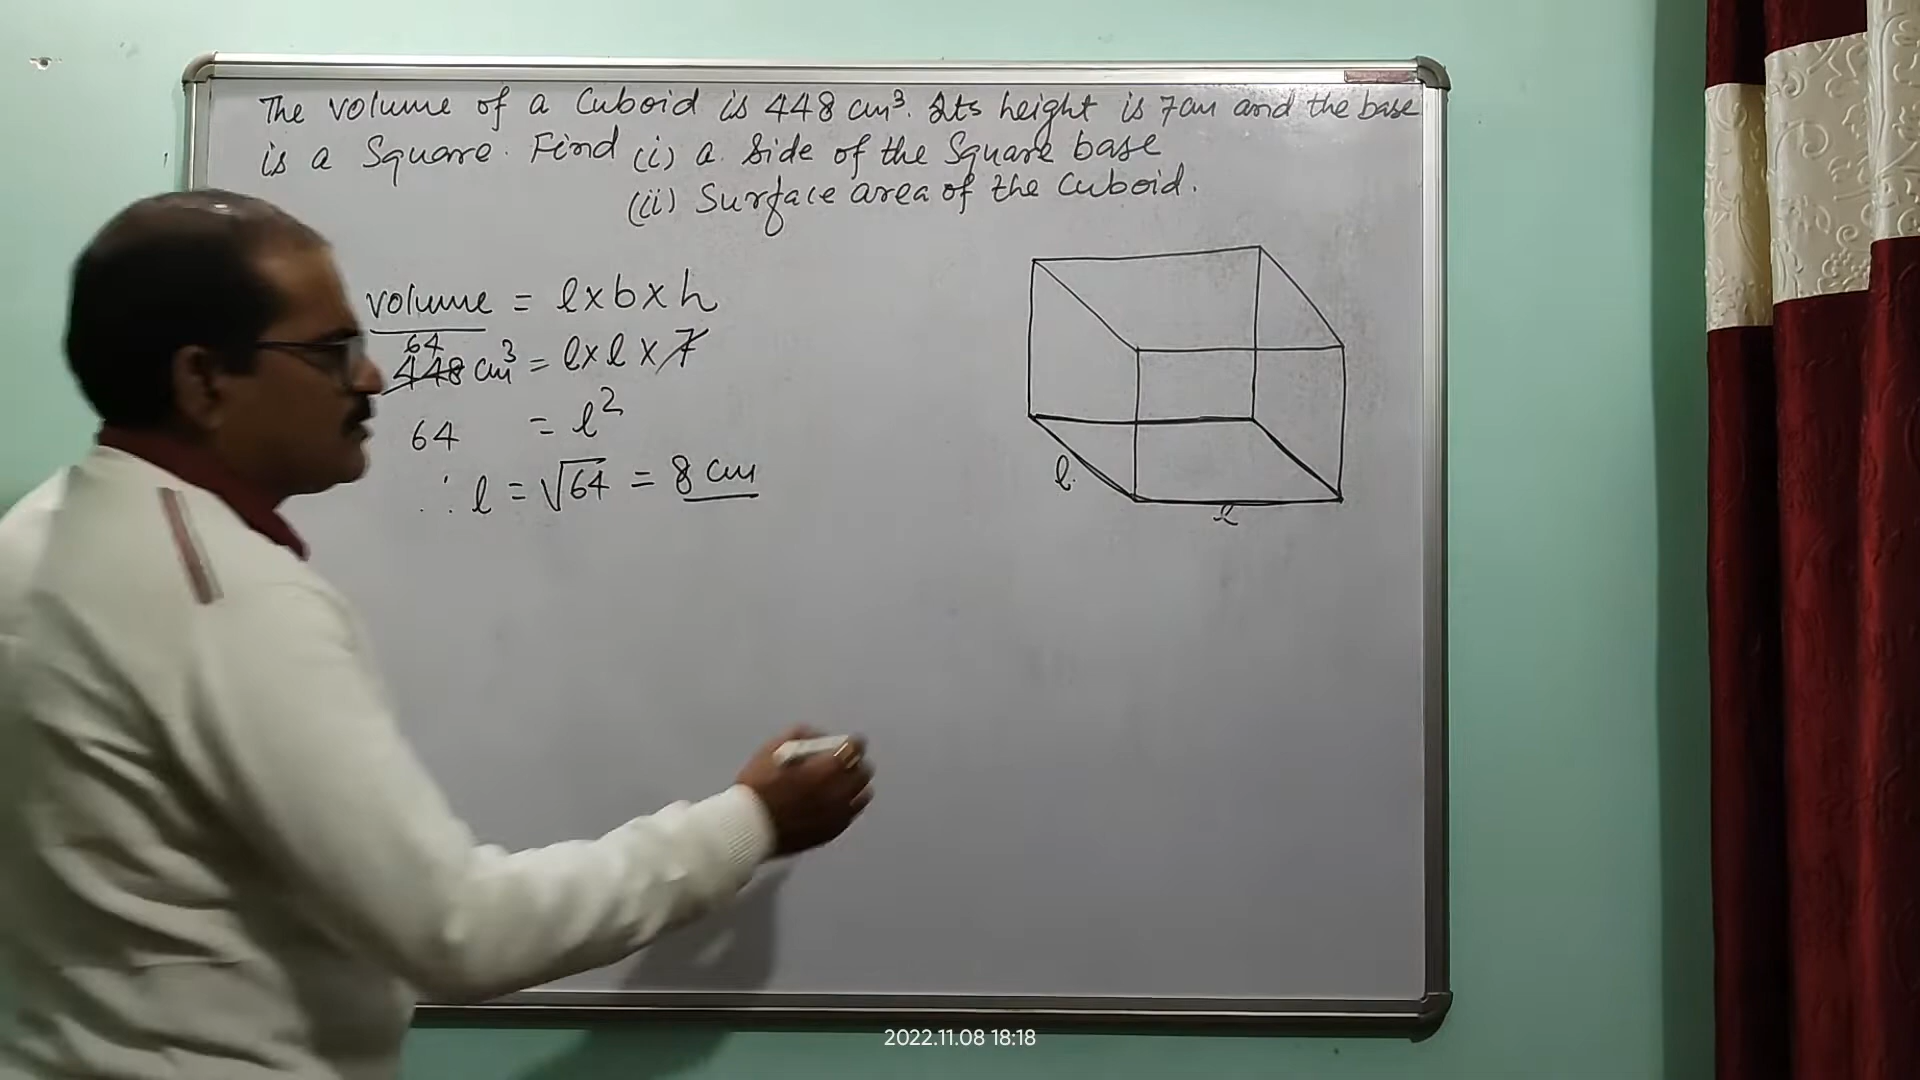 The volume of a Cuboid is 448 cm³. Its height is 7cm and the base
is a Square. Find (i) a side of the Square base
(ii) Surface area of the Cuboid.
volume = l x b x h
64
448 cm³ = l x l x 7
64 = l²
∴ l = √64 = 8 cm
l
l
2022.11.08 18:18